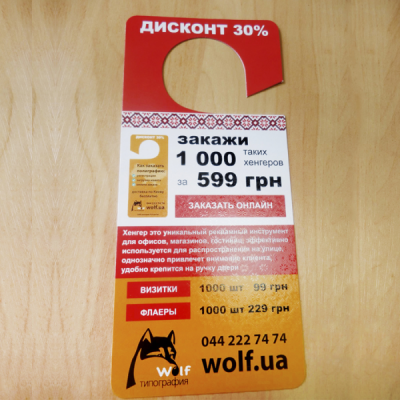 ДИСКОНТ 30%
закажи
1 000 таких хенгеров
за 599 грн
wolf.ua
ЗАКАЗАТЬ ОНЛАЙН
Хенгер это уникальный рекламный инструмент
для офисов, магазинов, гостиниц, эффективно
используется для распространения на улице,
однозначно привлечет внимание клиента,
удобно крепится на ручку двери
ВИЗИТКИ 1000 шт 99 грн
ФЛАЕРЫ 1000 шт 229 грн
044 222 74 74
wolf.ua
wolf
типография